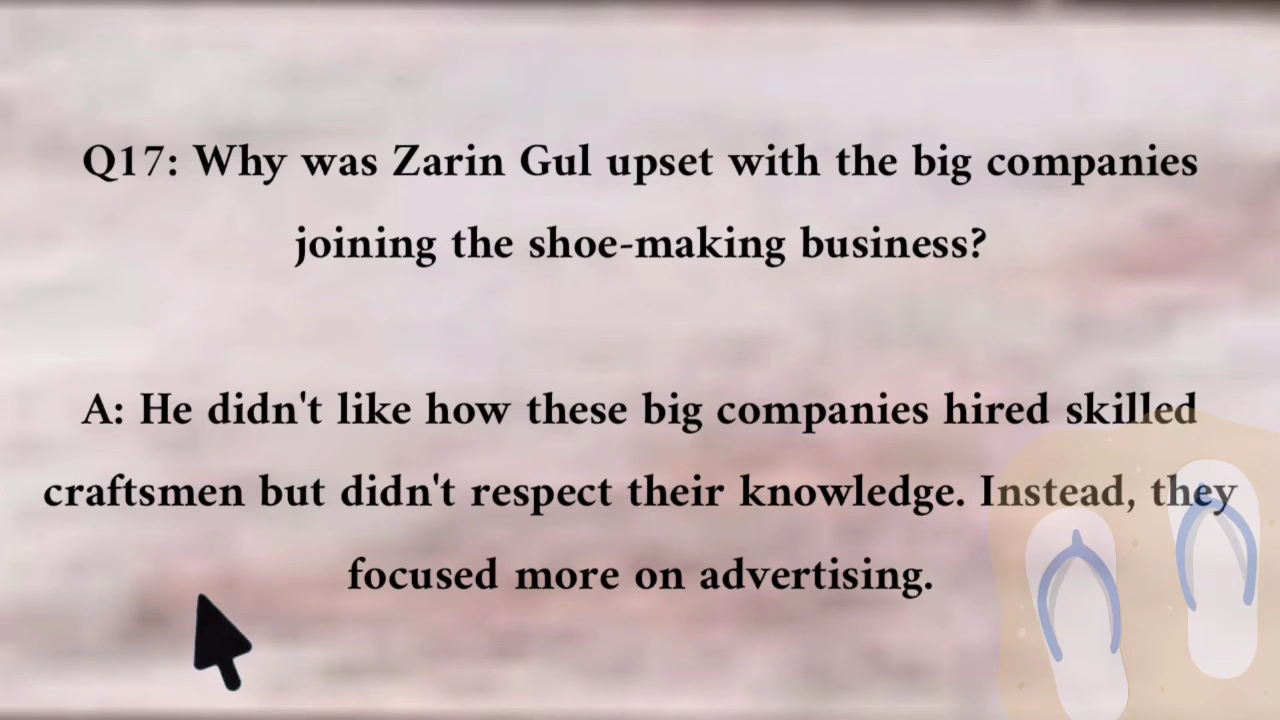 Q17: Why was Zarin Gul upset with the big companies
joining the shoe-making business?
A: He didn't like how these big companies hired skilled
craftsmen but didn't respect their knowledge. Instead, they
focused more on advertising.